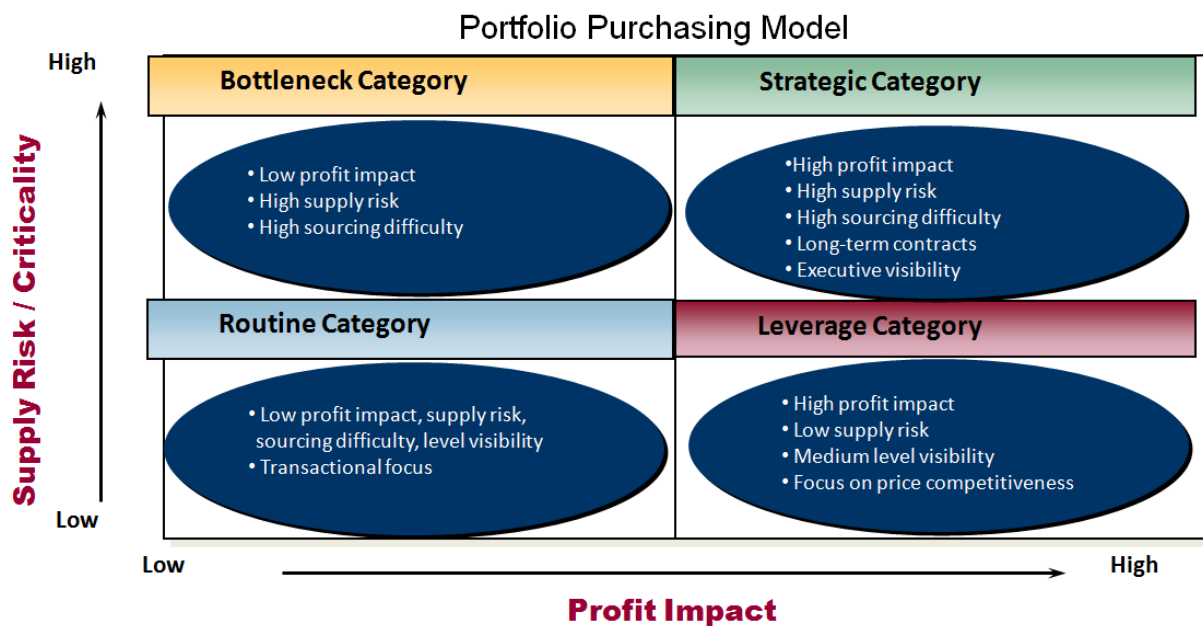 Portfolio Purchasing Model
High
Bottleneck Category
Strategic Category
• Low profit impact
• High supply risk
• High sourcing difficulty
•High profit impact
• High supply risk
• High sourcing difficulty
• Long-term contracts
• Executive visibility
Supply Risk / Criticality
Routine Category
Leverage Category
• Low profit impact, supply risk,
sourcing difficulty, level visibility
• Transactional focus
• High profit impact
• Low supply risk
• Medium level visibility
• Focus on price competitiveness
Low
Low
High
Profit Impact